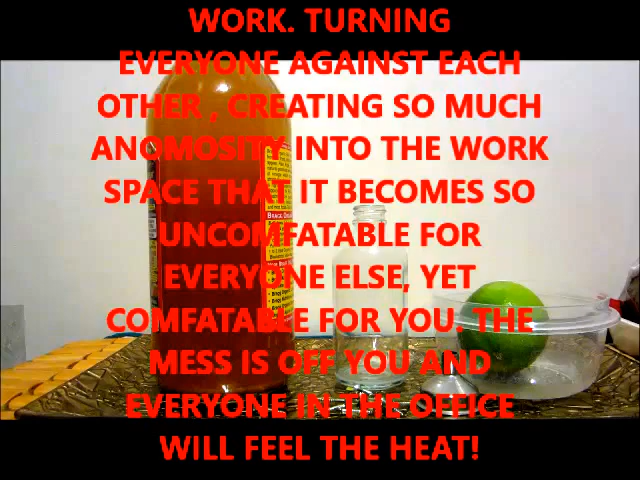 WORK. TURNING
EVERYONE AGAINST EACH
OTHER , CREATING SO MUCH
ANOMOSITY INTO THE WORK
SPACE THAT IT BECOMES SO
UNCOMFATABLE FOR
EVERYONE ELSE, YET
COMFATABLE FOR YOU. THE
MESS IS OFF YOU AND
EVERYONE IN THE OFFICE
WILL FEEL THE HEAT!